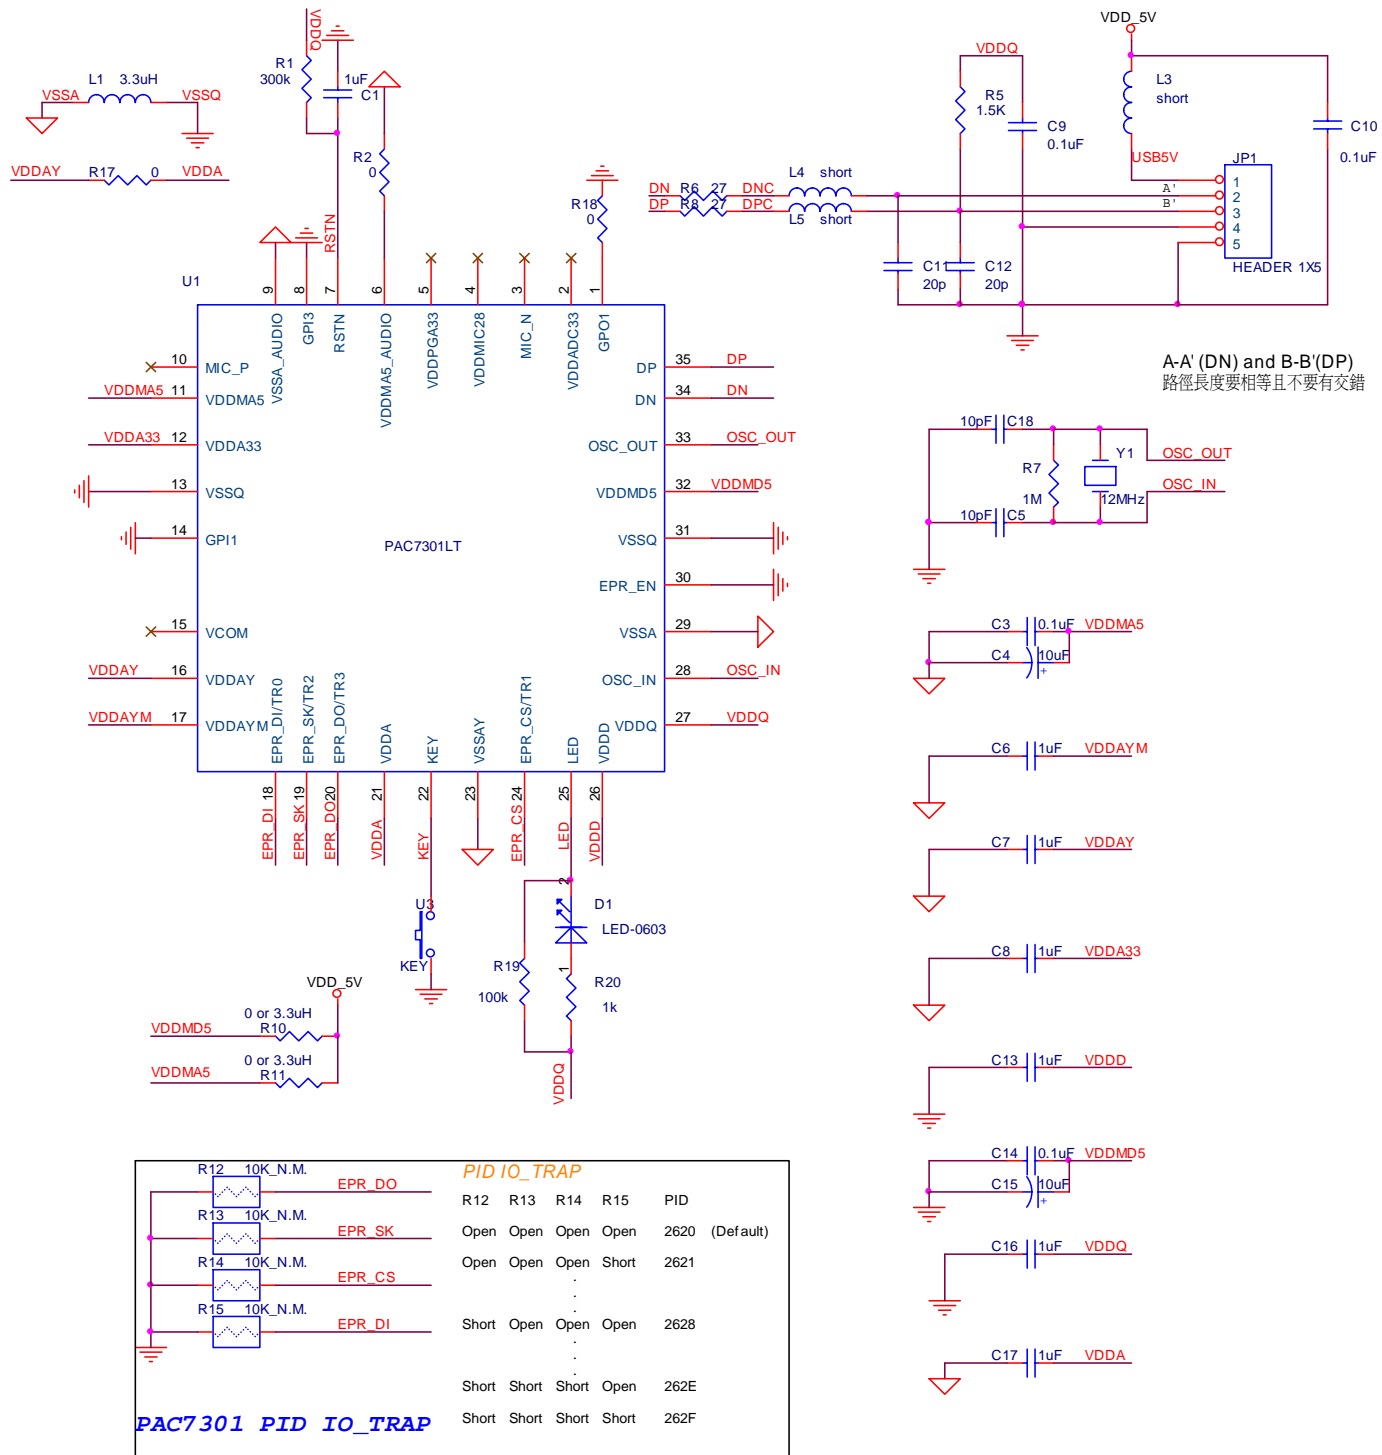 VDD_5V
VDDQ
R1
300k
1uF
C1
L1 3.3uH
VSSA
VSSQ
VDDAY
R17 0
VDDA
R2
0
RSTN
R18
0
VDDQ
R5
1.5K
C9
0.1uF
L3
short
C10
0.1uF
USB5V
JP1
1
2
3
4
5
HEADER 1X5
A'
B'
DN R6 27 DNC
DP R8 27 DPC
L4 short
L5 short
C11
20p
C12
20p
A-A' (DN) and B-B'(DP)
路徑長度要相等且不要有交錯
U1
9 VSSA_AUDIO
8 GPI3
7 RSTN
6 VDDMA5_AUDIO
5 VDDPGA33
4 VDDMIC28
3 MIC_N
2 VDDADC33
1 GPO1
10 MIC_P
VDDMA5 11 VDDMA5
VDDA33 12 VDDA33
13 VSSQ
14 GPI1
15 VCOM
VDDAY 16 VDDAY
VDDAYM 17 VDDAYM
PAC7301LT
DP 35 DP
DN 34 DN
OSC_OUT 33 OSC_OUT
VDDMD5 32 VDDMD5
VSSQ 31
EPR_EN 30
VSSA 29
OSC_IN 28 OSC_IN
VDDQ 27 VDDQ
EPR_DI/TR0 18 EPR_DI
EPR_SK/TR2 19 EPR_SK
EPR_DO/TR3 20 EPR_DO
VDDA 21 VDDA
KEY 22 KEY
VSSAY 23
EPR_CS/TR1 24 EPR_CS
LED 25 LED
VDDD 26 VDDD
10pF C18
R7
1M
Y1
12MHz
10pF C5
OSC_OUT
OSC_IN
C3 0.1uF VDDMA5
C4 10uF
+
C6 1uF VDDAYM
C7 1uF VDDAY
C8 1uF VDDA33
C13 1uF VDDD
C14 0.1uF VDDMD5
C15 10uF
+
C16 1uF VDDQ
C17 1uF VDDA
U3
KEY
2
D1
LED-0603
1
R19
100k
R20
1k
VDDQ
VDD_5V
0 or 3.3uH
VDDMD5 R10
0 or 3.3uH
VDDMA5 R11
R12 10K_N.M.
EPR_DO
R13 10K_N.M.
EPR_SK
R14 10K_N.M.
EPR_CS
R15 10K_N.M.
EPR_DI
PID IO_TRAP
R12 R13 R14 R15 PID
Open Open Open Open 2620 (Default)
Open Open Open Short 2621
.
.
.
Short Open Open Open 2628
.
.
.
Short Short Short Open 262E
Short Short Short Short 262F
PAC7301 PID IO_TRAP